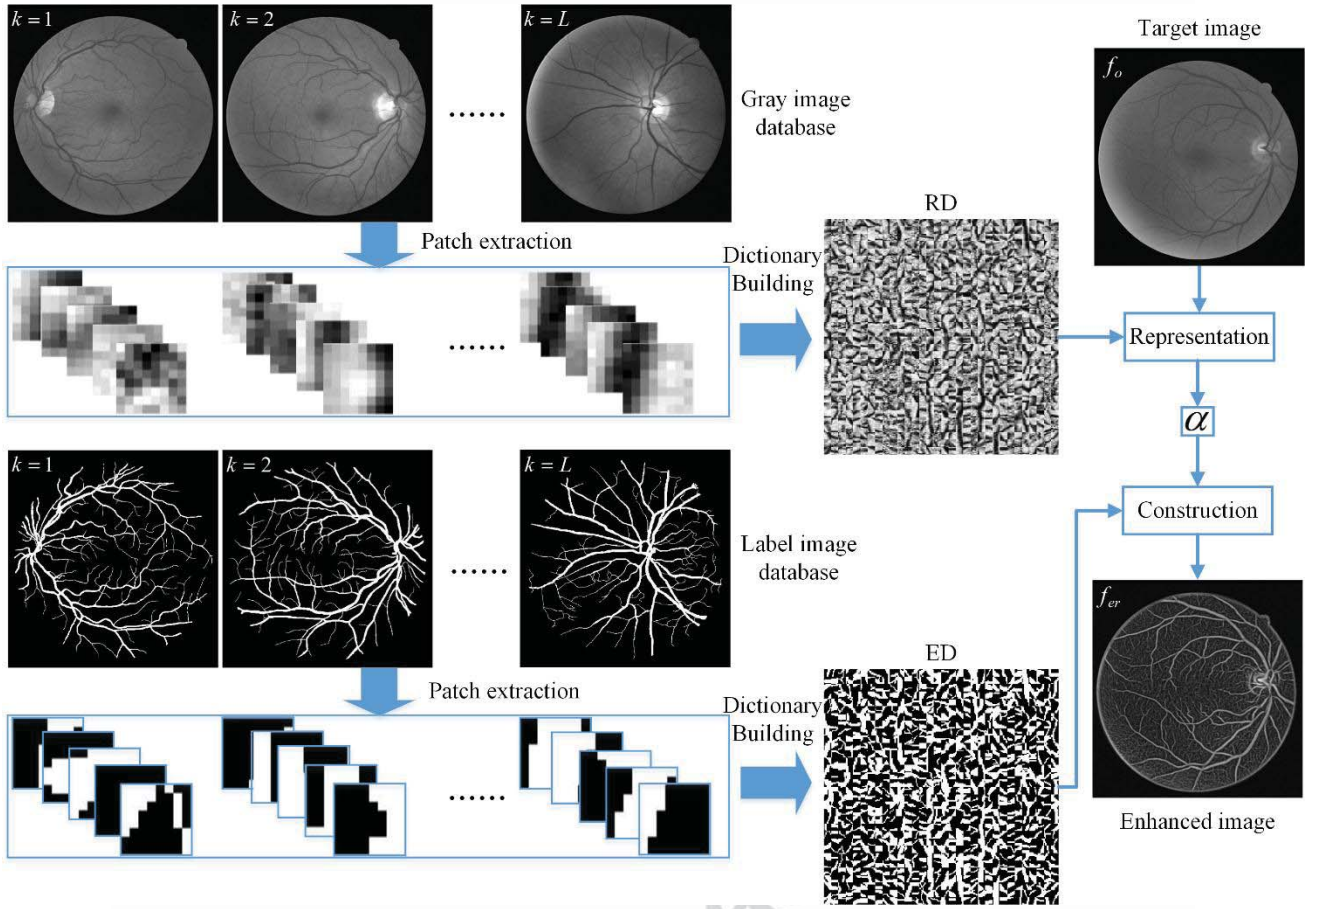 k = 1
k = 2
k = L
......
Gray image
database
Target image
fo
Patch extraction
Dictionary
Building
RD
......
Representation
α
k = 1
k = 2
k = L
......
Label image
database
Construction
Patch extraction
Dictionary
Building
ED
......
fer
Enhanced image